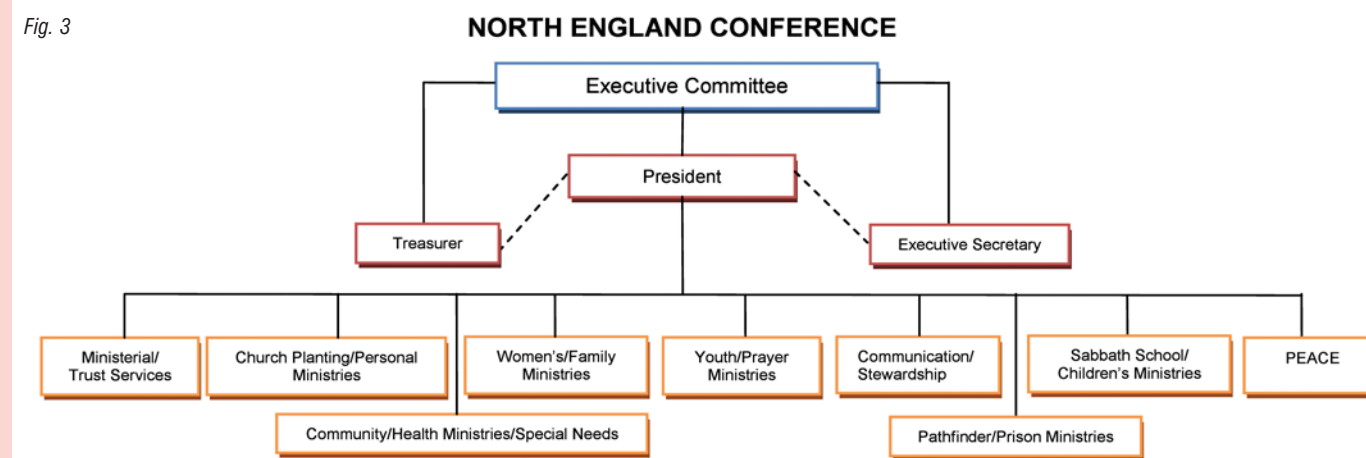 Fig. 3
NORTH ENGLAND CONFERENCE
Executive Committee
President
Treasurer
Executive Secretary
Ministerial/
Trust Services
Church Planting/Personal
Ministries
Women's/Family
Ministries
Youth/Prayer
Ministries
Communication/
Stewardship
Sabbath School/
Children's Ministries
PEACE
Community/Health Ministries/Special Needs
Pathfinder/Prison Ministries